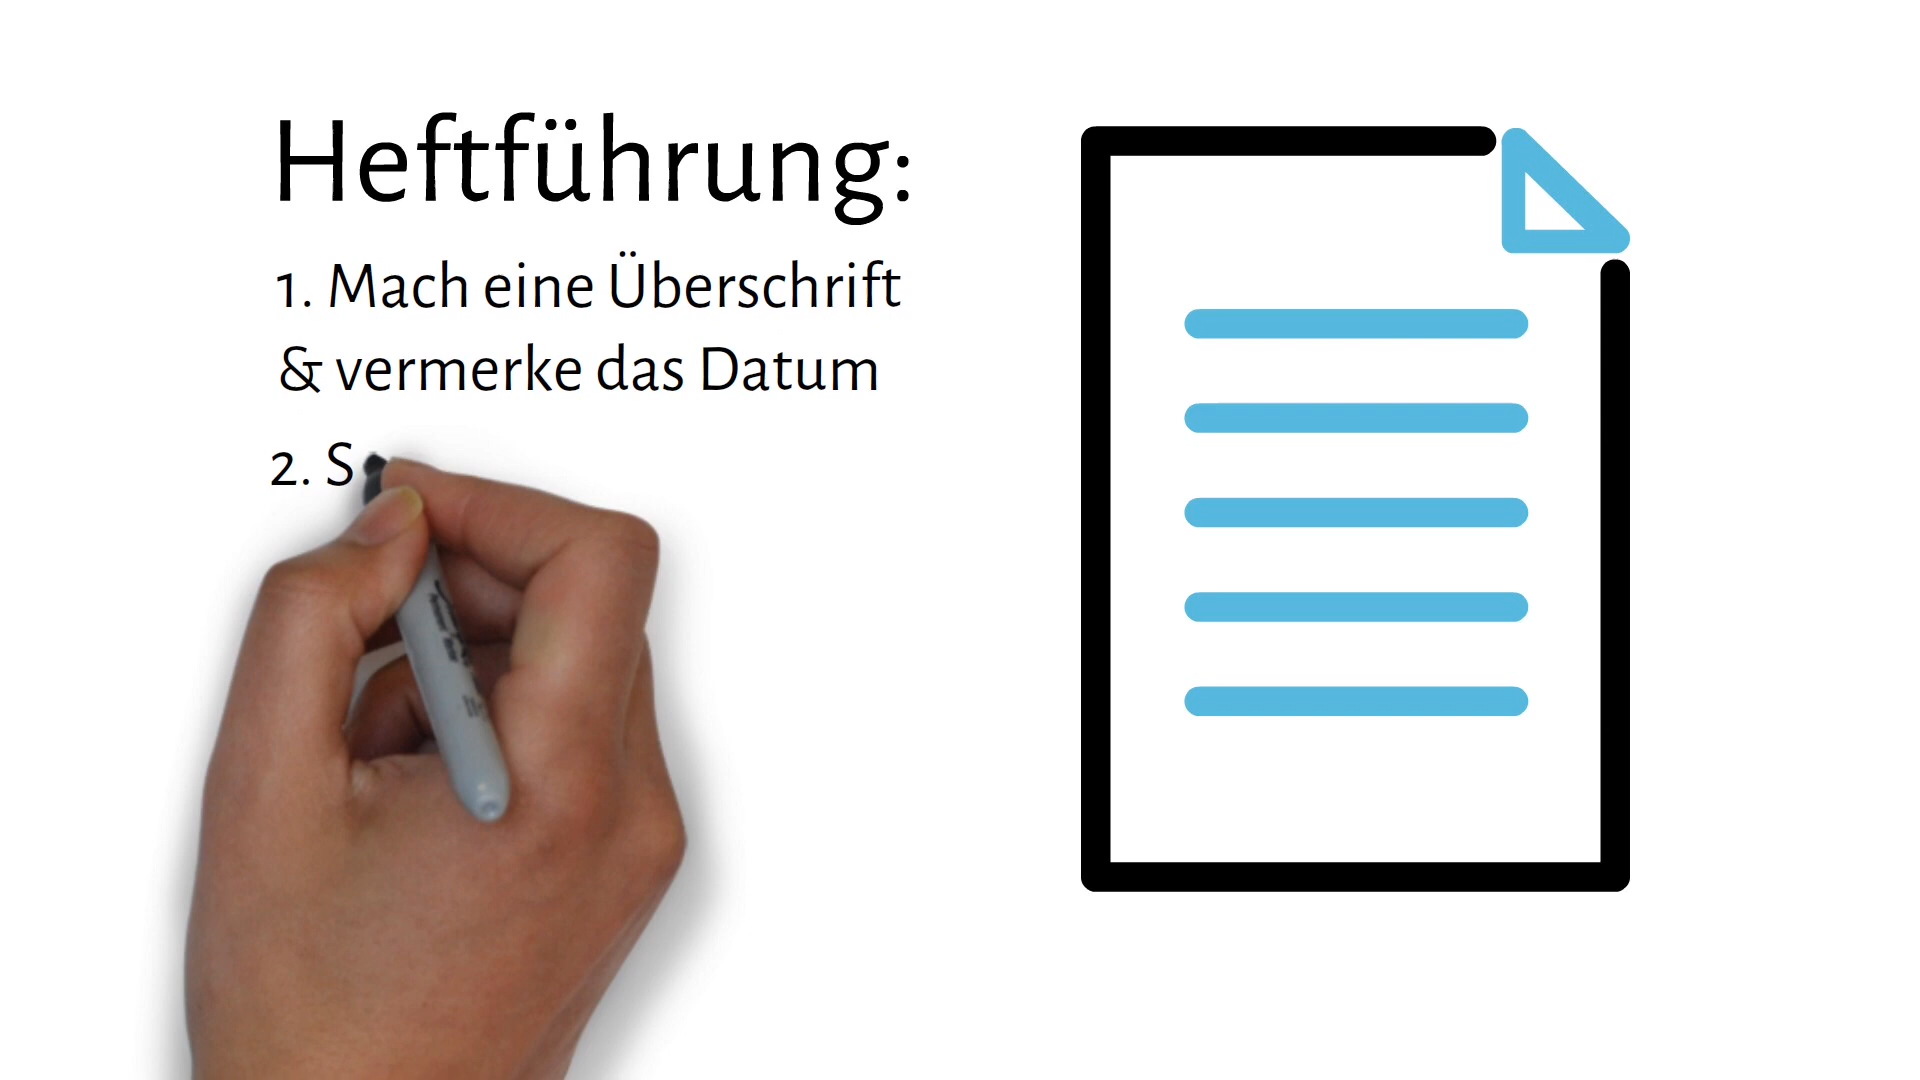 Heftführung:
1. Mach eine Überschrift
& vermerke das Datum
2. S